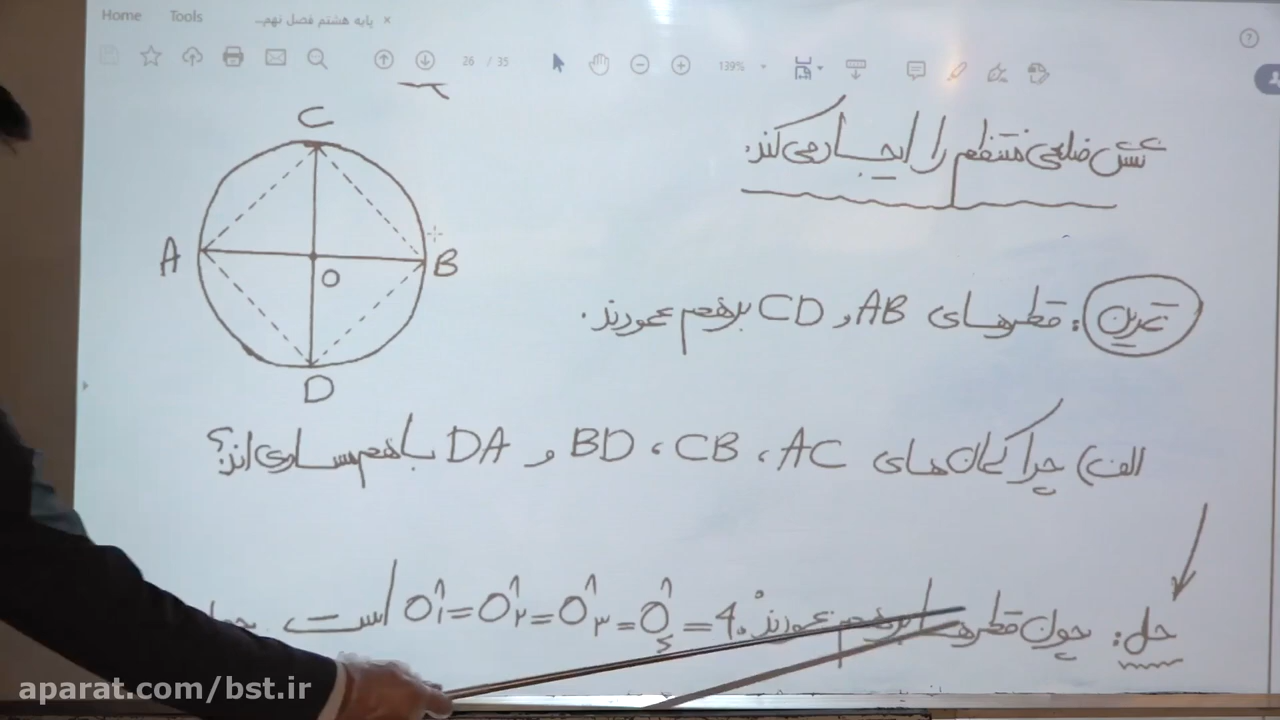 Home Tools پایه هشتم فصل نهم... ×
26 / 35 139%
شش ضلعی منتظم را ایجاد می‌کند.
C
A
B
O
D
تمرین: قطرهای AB و CD برهم عمودند.
الف) چرا کمان‌های AC، CB، BD و DA باهم مساوی‌اند؟
حل: چون قطرها برهم عمودند: Ô۱ = Ô۲ = Ô۳ = Ô۴ = ۹۰° است
aparat.com/bst.ir